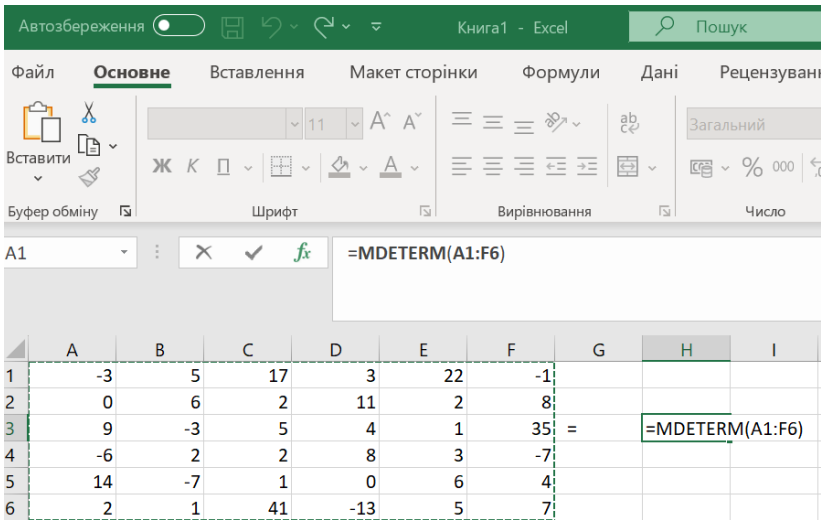 Автозбереження Книга1 - Excel Пошук
Файл Основне Вставлення Макет сторінки Формули Дані Рецензуван
Вставити 11 A A ab c Загальний
Ж К П А % 000
Буфер обміну Шрифт Вирівнювання Число
A1 fx =MDETERM(A1:F6)
A B C D E F G H I
1 -3 5 17 3 22 -1
2 0 6 2 11 2 8
3 9 -3 5 4 1 35 = =MDETERM(A1:F6)
4 -6 2 2 8 3 -7
5 14 -7 1 0 6 4
6 2 1 41 -13 5 7